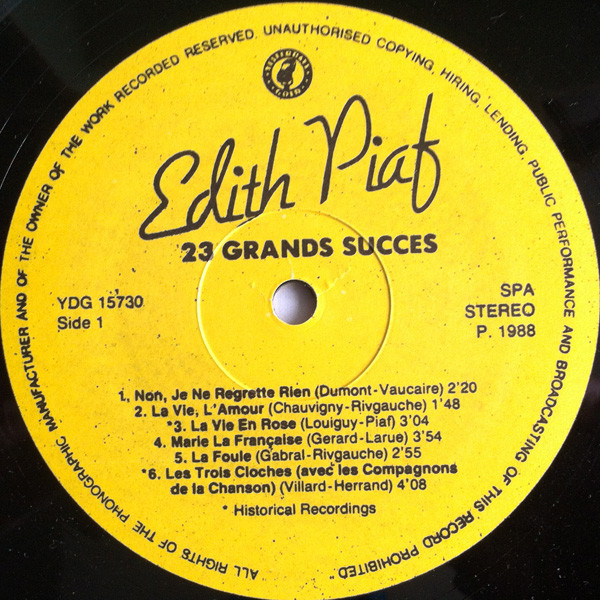 ALL RIGHTS OF THE PHONOGRAPHIC MANUFACTURER AND OF THE OWNER OF THE WORK RECORDED RESERVED. UNAUTHORISED COPYING, HIRING, LENDING, PUBLIC PERFORMANCE AND BROADCASTING OF THIS RECORD PROHIBITED"
GOLD
Edith Piaf
23 GRANDS SUCCES
YDG 15730
Side 1
SPA
STEREO
P. 1988
1. Non, Je Ne Regrette Rien (Dumont-Vaucaire) 2'20
2. La Vie, L'Amour (Chauvigny-Rivgauche) 1'48
*3. La Vie En Rose (Louiguy-Piaf) 3'04
4. Marie La Française (Gerard-Larue) 3'54
5. La Foule (Gabral-Rivgauche) 2'55
*6. Les Trois Cloches (avec les Compagnons
de la Chanson) (Villard-Herrand) 4'08
* Historical Recordings